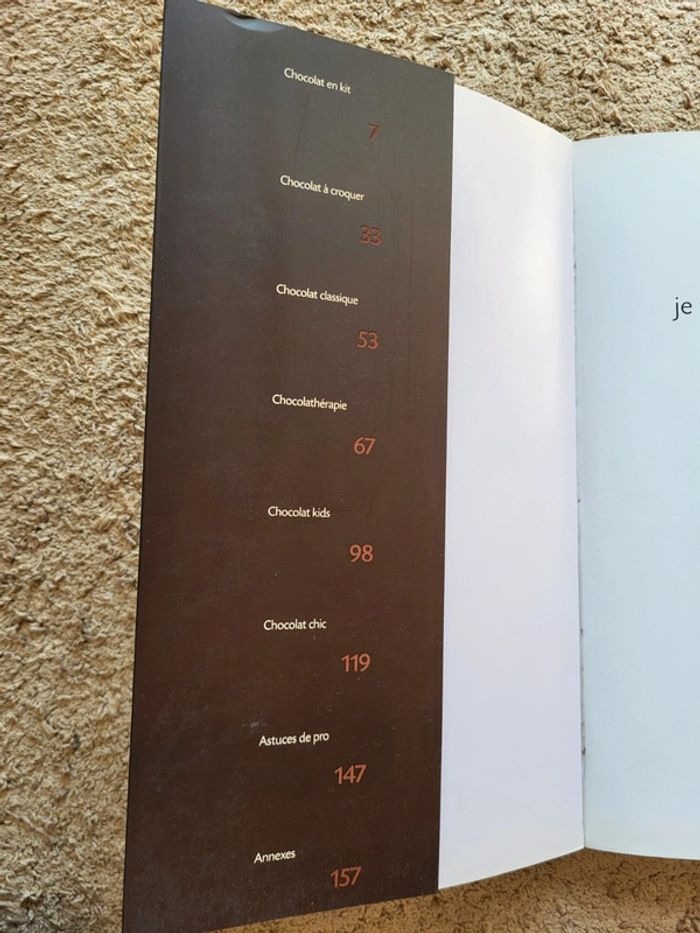 Chocolat en kit
7
Chocolat à croquer
33
Chocolat classique
53
Chocolathérapie
67
Chocolat kids
98
Chocolat chic
119
Astuces de pro
147
Annexes
157
je